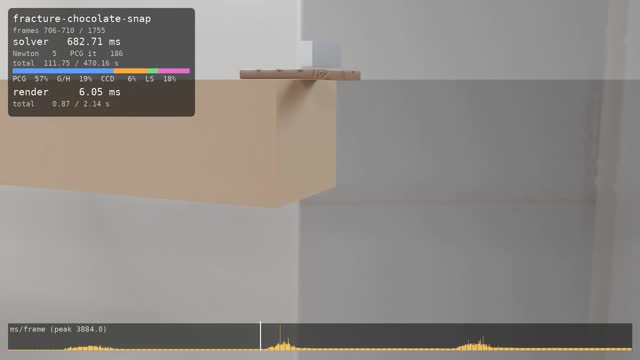 fracture-chocolate-snap
frames 706-710 / 1755
solver 682.71 ms
Newton 5 PCG it 186
total 111.75 / 470.16 s
PCG 57% G/H 19% CCD 6% LS 18%
render 6.05 ms
total 0.87 / 2.14 s
ms/frame (peak 3884.0)